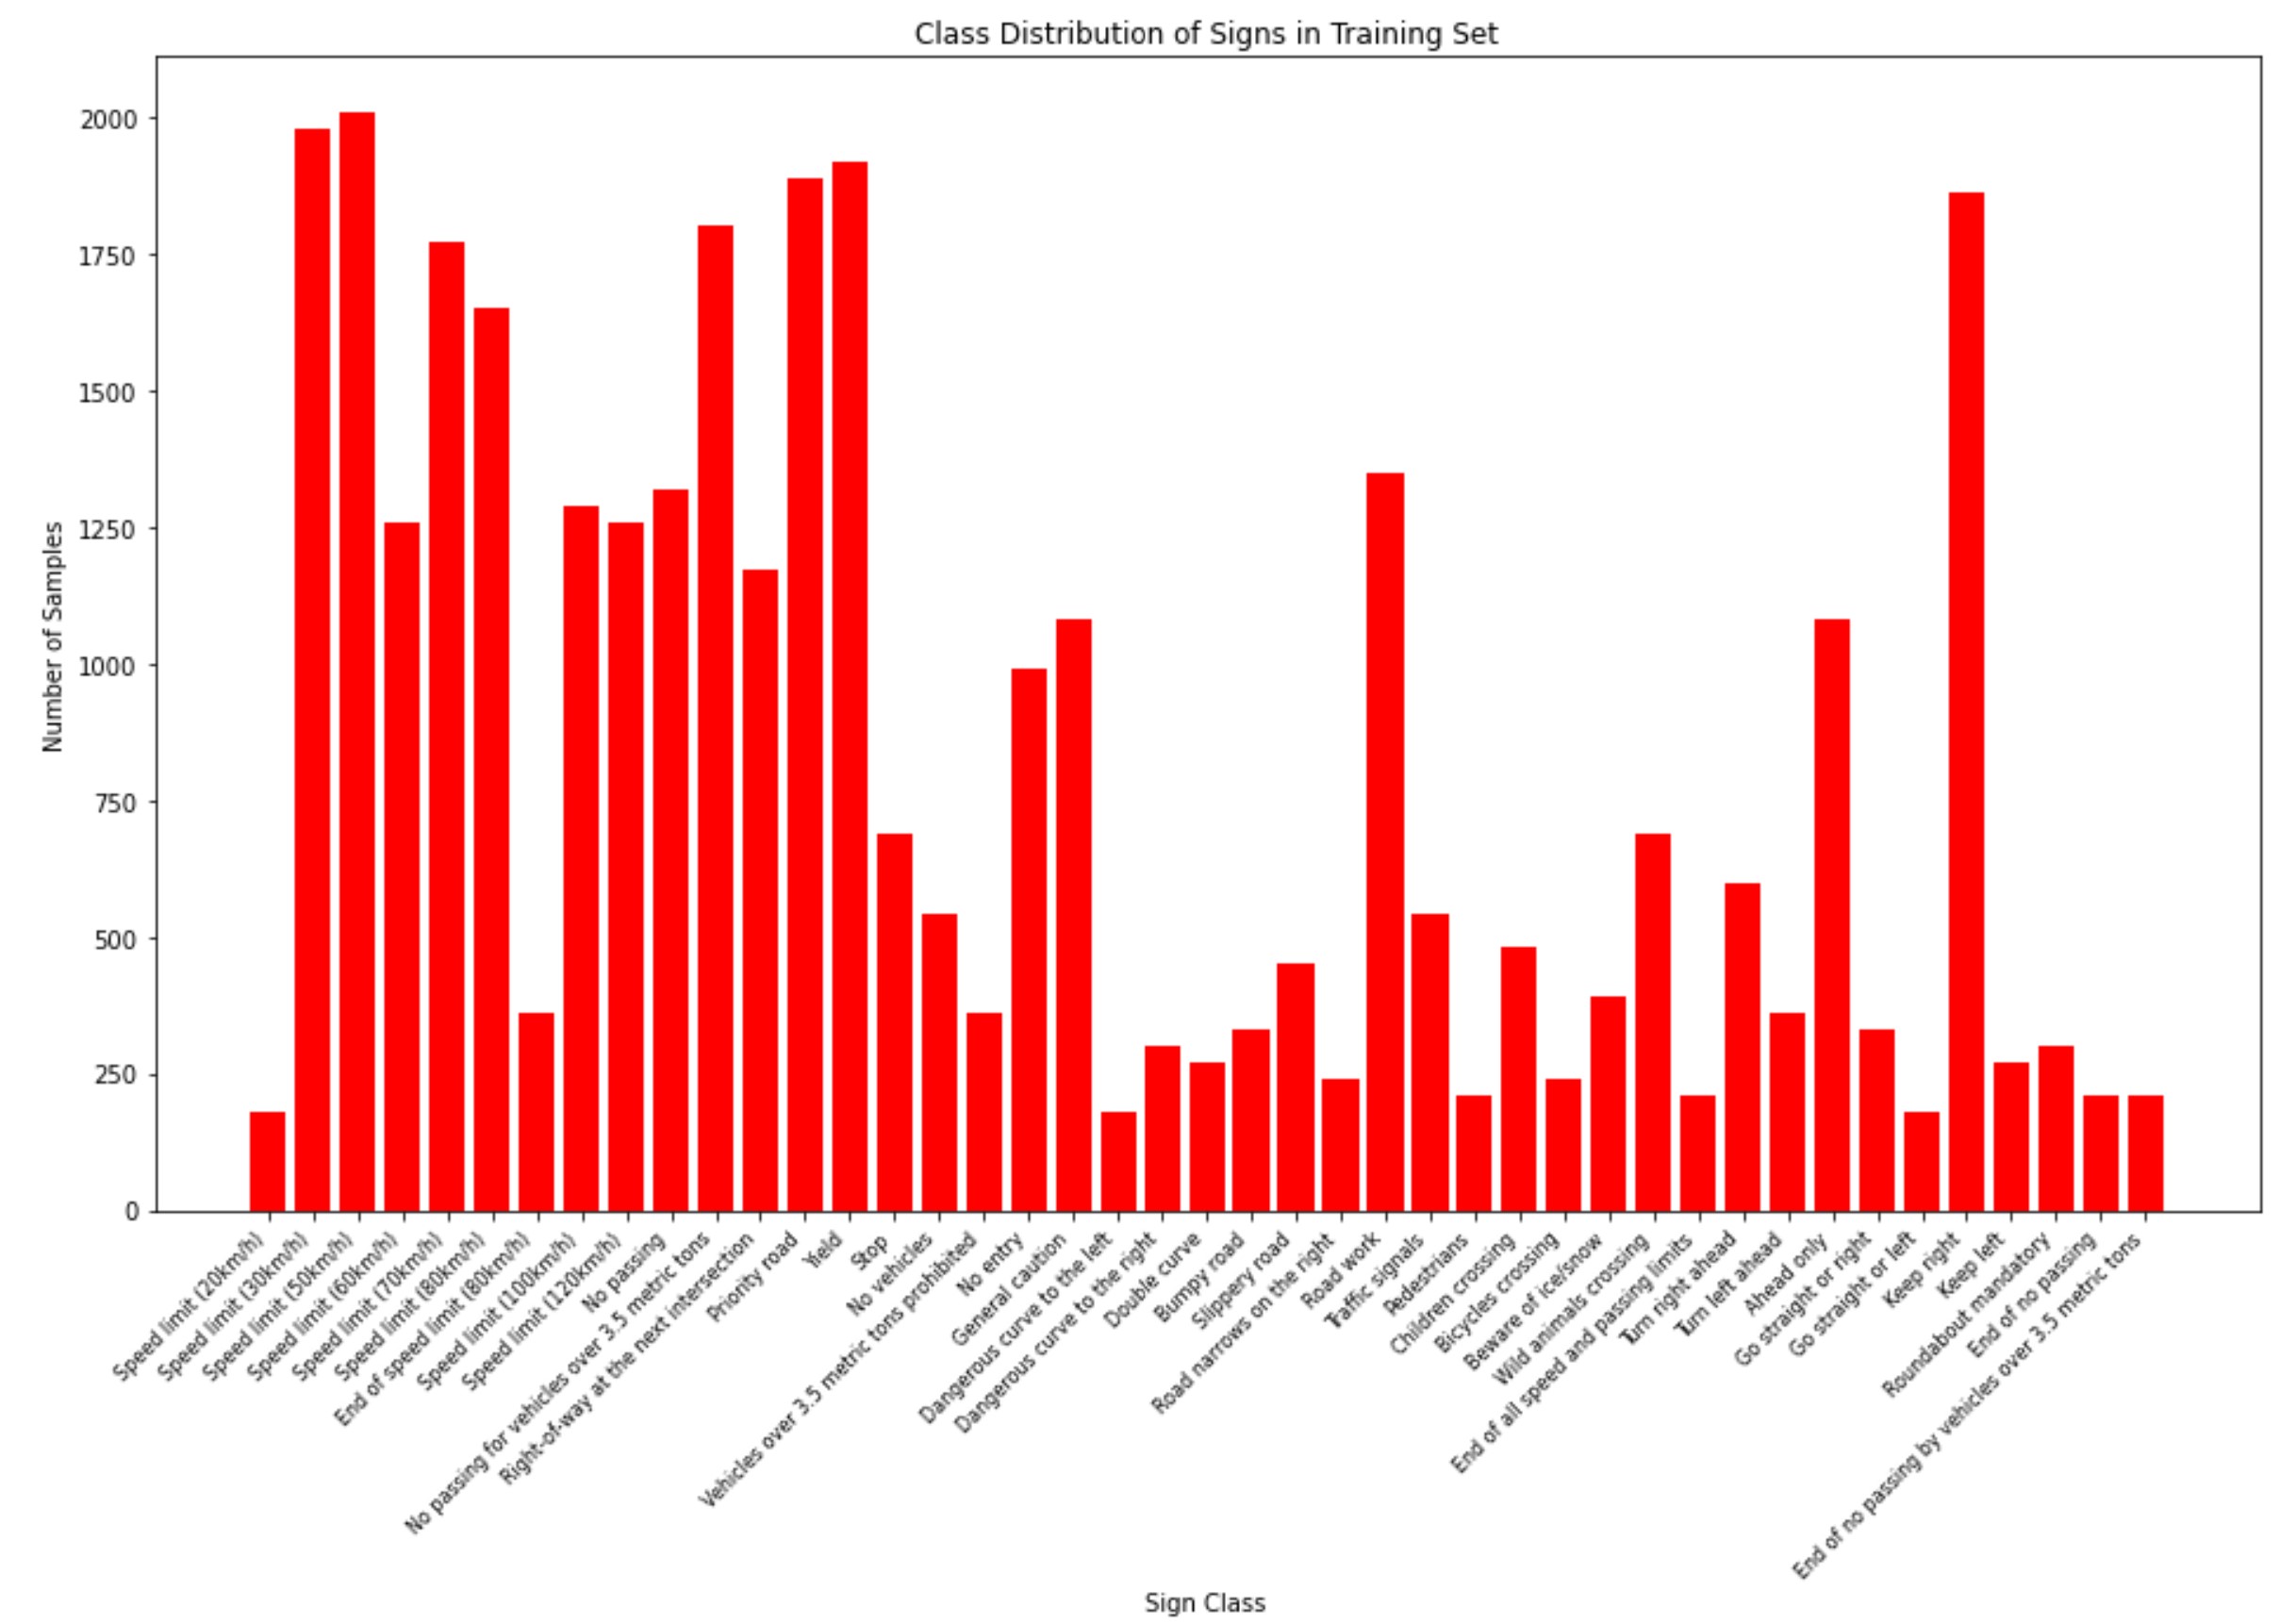 Class Distribution of Signs in Training Set
Number of Samples
2000
1750
1500
1250
1000
750
500
250
0
Speed limit (20km/h)
Speed limit (30km/h)
Speed limit (50km/h)
Speed limit (60km/h)
Speed limit (70km/h)
Speed limit (80km/h)
End of speed limit (80km/h)
Speed limit (100km/h)
Speed limit (120km/h)
No passing
No passing for vehicles over 3.5 metric tons
Right-of-way at the next intersection
Priority road
Yield
Stop
No vehicles
Vehicles over 3.5 metric tons prohibited
No entry
General caution
Dangerous curve to the left
Dangerous curve to the right
Double curve
Bumpy road
Slippery road
Road narrows on the right
Road work
Traffic signals
Pedestrians
Children crossing
Bicycles crossing
Beware of ice/snow
Wild animals crossing
End of all speed and passing limits
Turn right ahead
Turn left ahead
Ahead only
Go straight or right
Go straight or left
Keep right
Keep left
Roundabout mandatory
End of no passing
End of no passing by vehicles over 3.5 metric tons
Sign Class